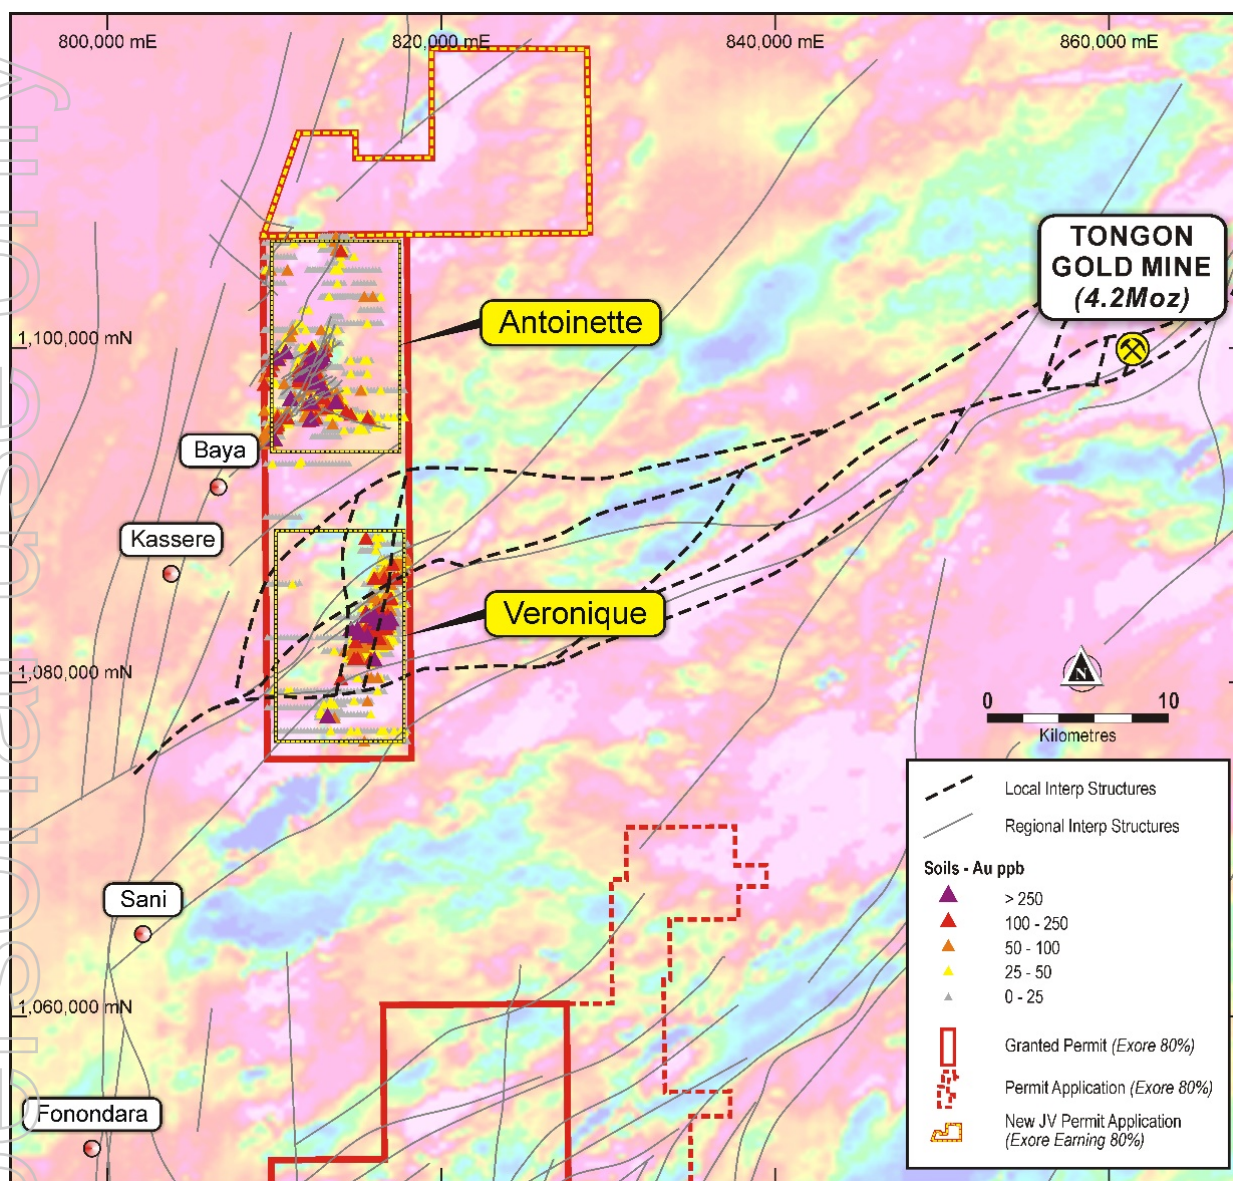 800,000 mE
820,000 mE
840,000 mE
860,000 mE
TONGON
GOLD MINE
(4.2Moz)
Antoinette
1,100,000 mN
Baya
Kassere
Veronique
1,080,000 mN
N
0 10
Kilometres
Local Interp Structures
Regional Interp Structures
Soils - Au ppb
> 250
100 - 250
50 - 100
25 - 50
0 - 25
Granted Permit (Exore 80%)
Permit Application (Exore 80%)
New JV Permit Application
(Exore Earning 80%)
Sani
1,060,000 mN
Fonondara